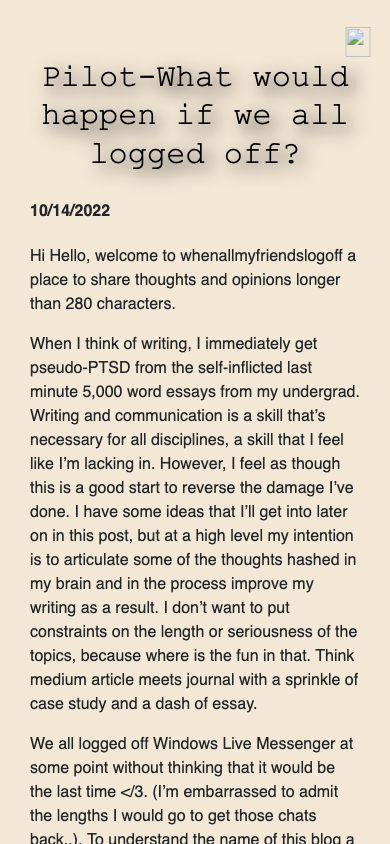 Pilot-What would
happen if we all
logged off?
10/14/2022
Hi Hello, welcome to whenallmyfriendslogoff a
place to share thoughts and opinions longer
than 280 characters.
When I think of writing, I immediately get
pseudo-PTSD from the self-inflicted last
minute 5,000 word essays from my undergrad.
Writing and communication is a skill that’s
necessary for all disciplines, a skill that I feel
like I’m lacking in. However, I feel as though
this is a good start to reverse the damage I’ve
done. I have some ideas that I’ll get into later
on in this post, but at a high level my intention
is to articulate some of the thoughts hashed in
my brain and in the process improve my
writing as a result. I don’t want to put
constraints on the length or seriousness of the
topics, because where is the fun in that. Think
medium article meets journal with a sprinkle of
case study and a dash of essay.
We all logged off Windows Live Messenger at
some point without thinking that it would be
the last time </3. (I’m embarrassed to admit
the lengths I would go to get those chats
back..). To understand the name of this blog a